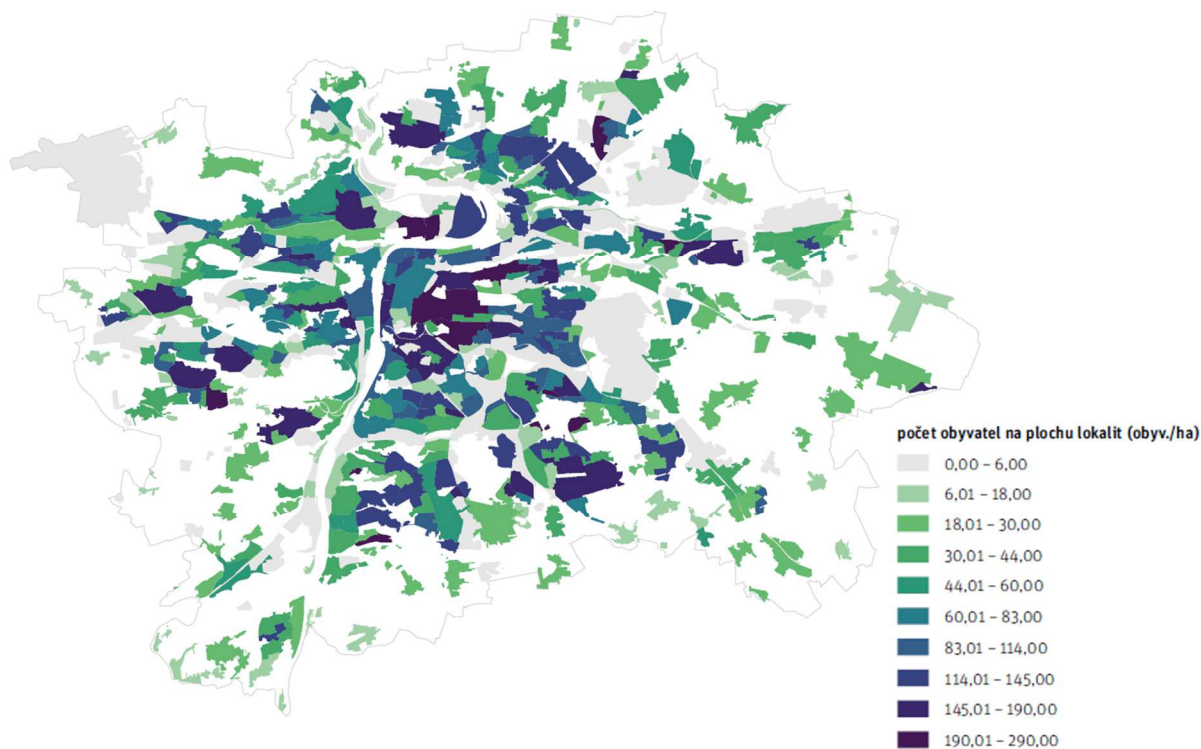 počet obyvatel na plochu lokalit (obyv./ha)
0,00 – 6,00
6,01 – 18,00
18,01 – 30,00
30,01 – 44,00
44,01 – 60,00
60,01 – 83,00
83,01 – 114,00
114,01 – 145,00
145,01 – 190,00
190,01 – 290,00